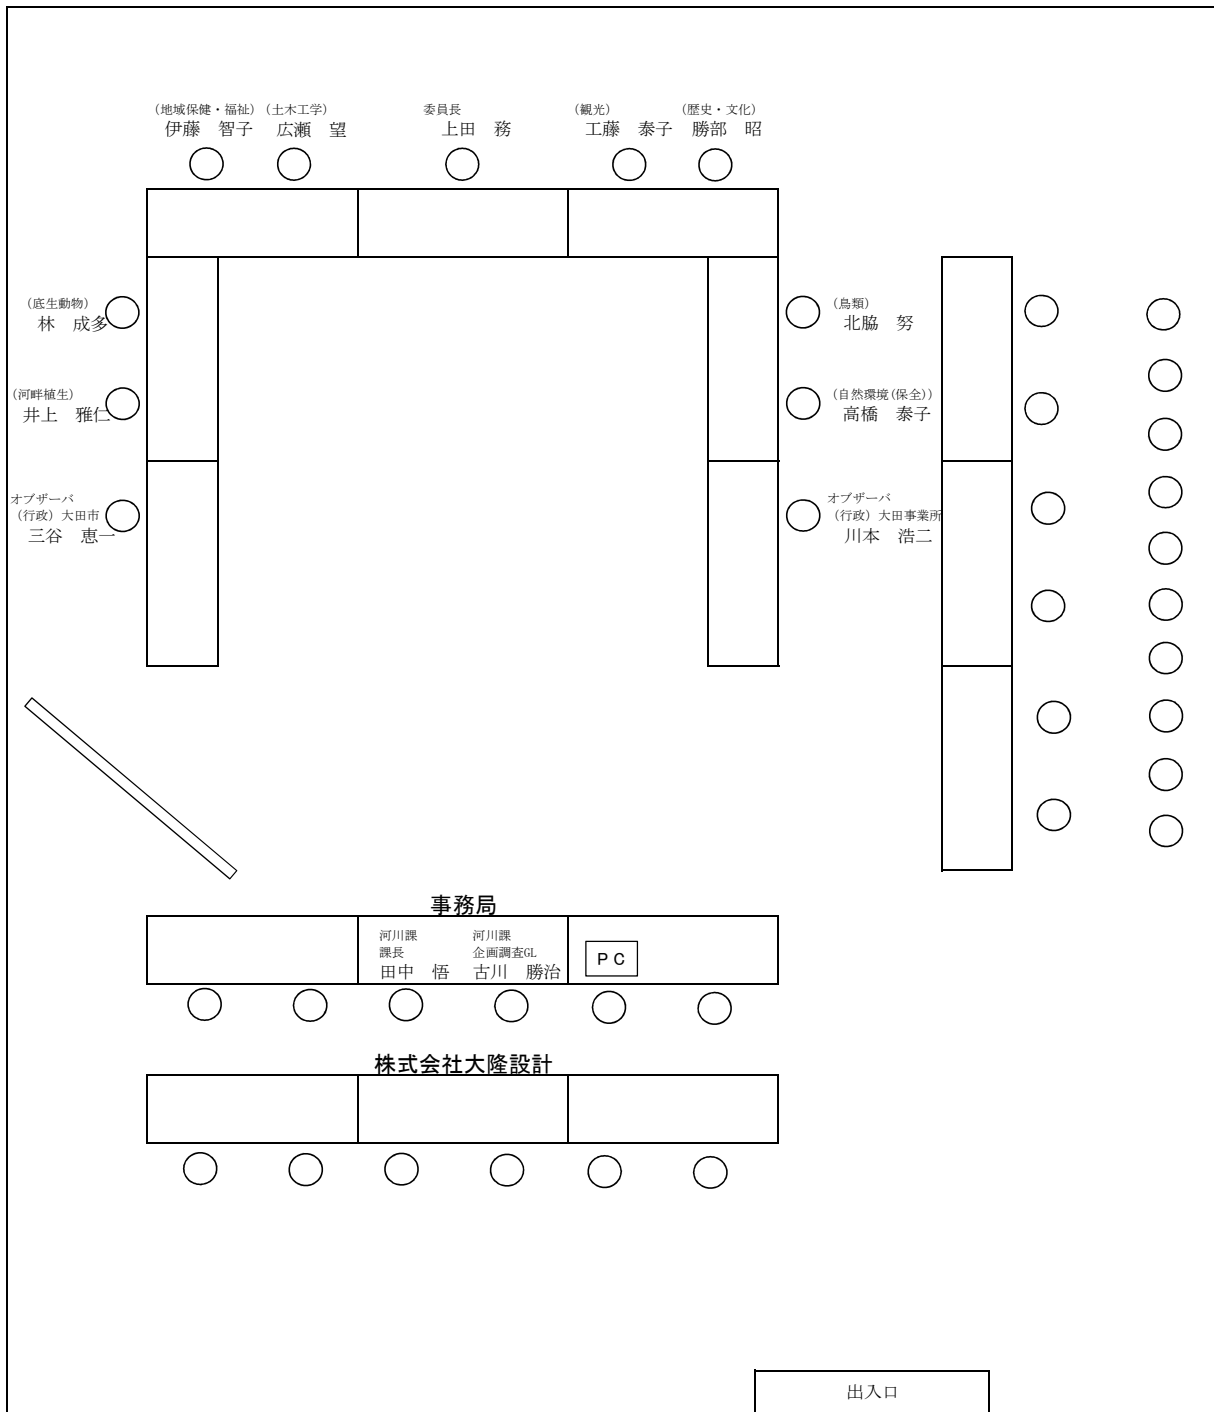 (地域保健・福祉)
伊藤　智子
(土木工学)
広瀬　望
委員長
上田　務
(観光)
工藤　泰子
(歴史・文化)
勝部　昭
(底生動物)
林　成多
(河畔植生)
井上　雅仁
オブザーバ
(行政) 大田市
三谷　恵一
(鳥類)
北脇　努
(自然環境(保全))
高橋　泰子
オブザーバ
(行政) 大田事業所
川本　浩二
事務局
河川課
課長
田中　悟
河川課
企画調査GL
古川　勝治
ＰＣ
株式会社大隆設計
出入口